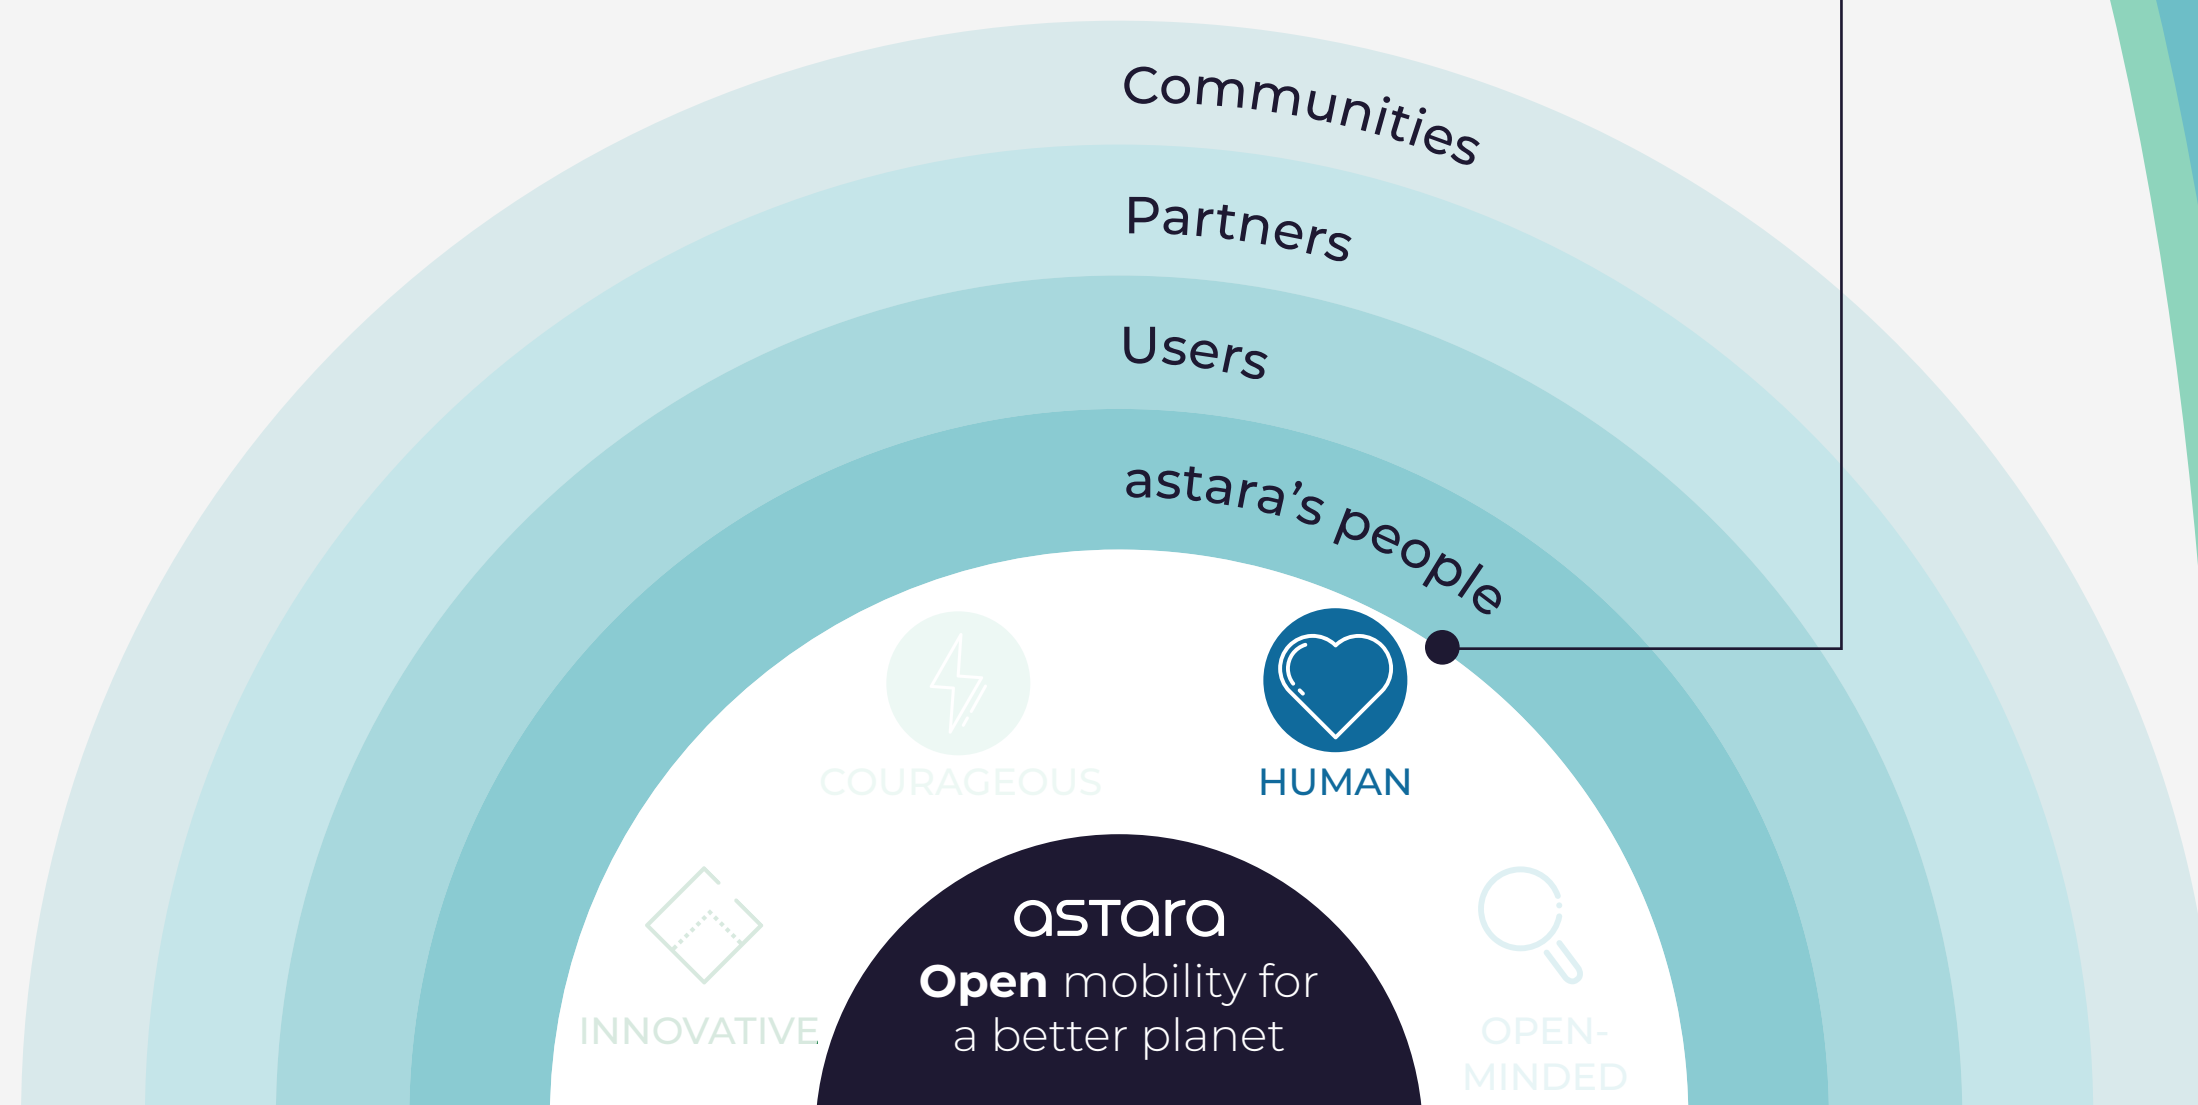 Communities
Partners
Users
astara’s people
COURAGEOUS
HUMAN
INNOVATIVE
OPEN-
MINDED
astara
Open mobility for
a better planet